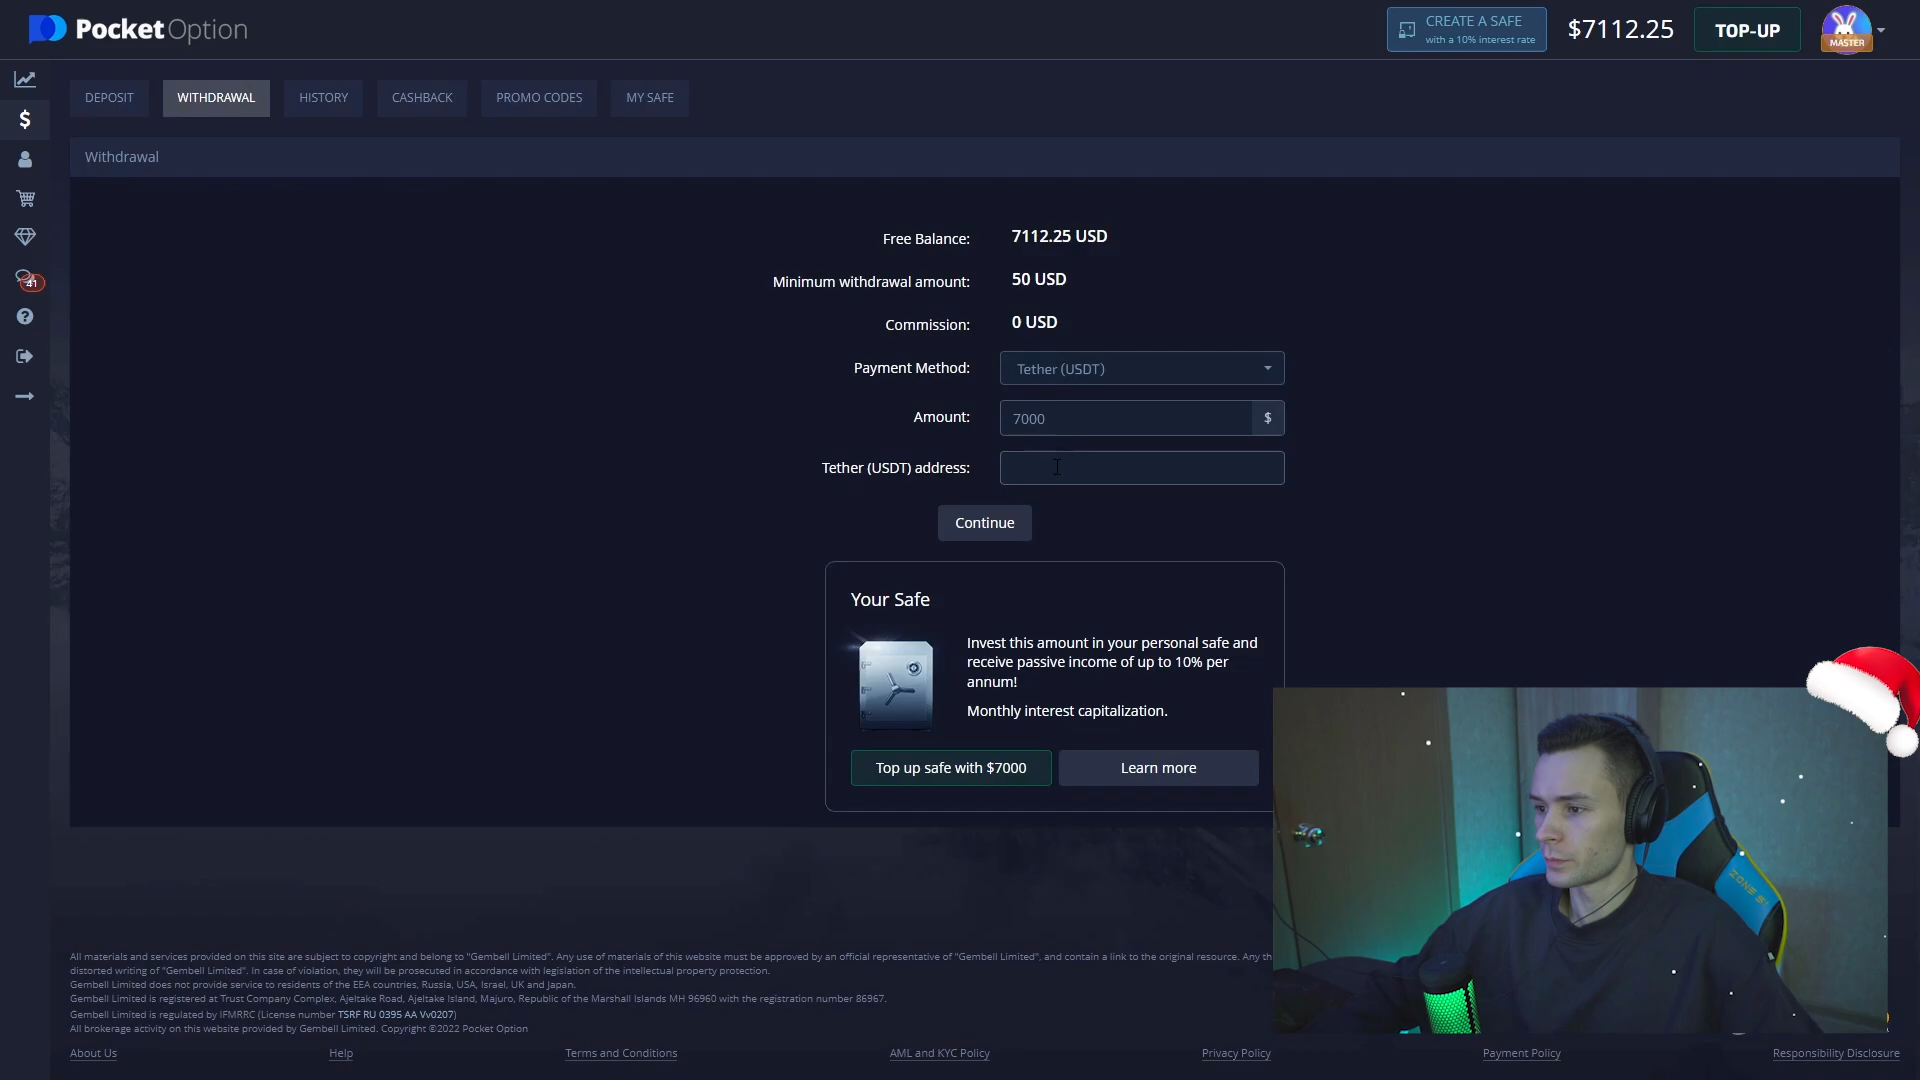 PocketOption
CREATE A SAFE
with a 10% interest rate
$7112.25
TOP-UP
MASTER
DEPOSIT
WITHDRAWAL
HISTORY
CASHBACK
PROMO CODES
MY SAFE
Withdrawal
41
Free Balance: 7112.25 USD
Minimum withdrawal amount: 50 USD
Commission: 0 USD
Payment Method: Tether (USDT)
Amount: 7000 $
Tether (USDT) address:
Continue
Your Safe
Invest this amount in your personal safe and
receive passive income of up to 10% per
annum!
Monthly interest capitalization.
Top up safe with $7000
Learn more
All materials and services provided on this site are subject to copyright and belong to "Gembell Limited". Any use of materials of this website must be approved by an official representative of "Gembell Limited", and contain a link to the original resource. Any th
distorted writing of "Gembell Limited". In case of violation, they will be prosecuted in accordance with legislation of the intellectual property protection.
Gembell Limited does not provide service to residents of the EEA countries, Russia, USA, Israel, UK and Japan.
Gembell Limited is registered at Trust Company Complex, Ajeltake Road, Ajeltake Island, Majuro, Republic of the Marshall Islands MH 96960 with the registration number 86967.
Gembell Limited is regulated by IFMRRC (License number TSRF RU 0395 AA Vv0207)
All brokerage activity on this website provided by Gembell Limited. Copyright ©2022 Pocket Option
About Us
Help
Terms and Conditions
AML and KYC Policy
Privacy Policy
Payment Policy
Responsibility Disclosure